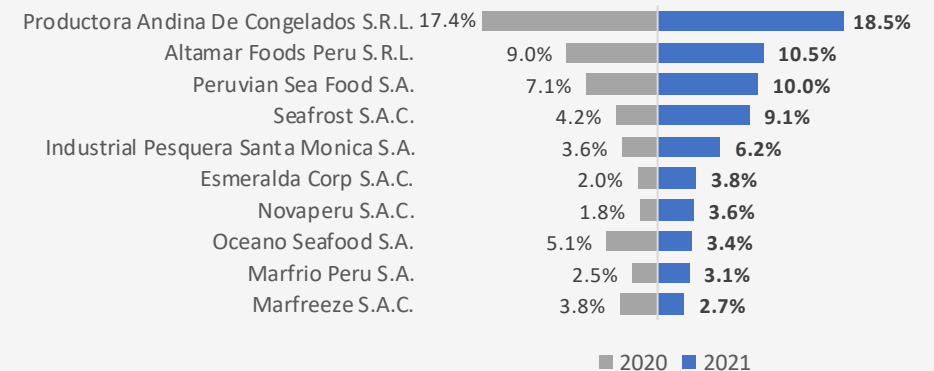 Productora Andina De Congelados S.R.L. 17.4% 18.5%
Altamar Foods Peru S.R.L. 9.0% 10.5%
Peruvian Sea Food S.A. 7.1% 10.0%
Seafrost S.A.C. 4.2% 9.1%
Industrial Pesquera Santa Monica S.A. 3.6% 6.2%
Esmeralda Corp S.A.C. 2.0% 3.8%
Novaperu S.A.C. 1.8% 3.6%
Oceano Seafood S.A. 5.1% 3.4%
Marfrio Peru S.A. 2.5% 3.1%
Marfreeze S.A.C. 3.8% 2.7%
2020 2021